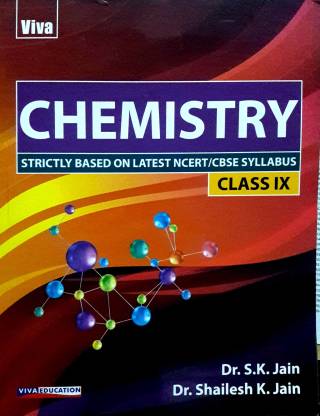 Viva
CHEMISTRY
STRICTLY BASED ON LATEST NCERT/CBSE SYLLABUS
CLASS IX
Dr. S.K. Jain
Dr. Shailesh K. Jain
VIVA EDUCATION